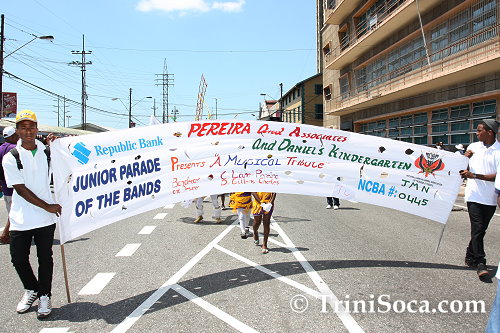 PEREIRA And Associates
And Daniel's Kindergarten
Republic Bank
JUNIOR PARADE
OF THE BANDS
Presents A Musical Tribute
NCBA
JMN
#: 0445
© TriniSoca.com